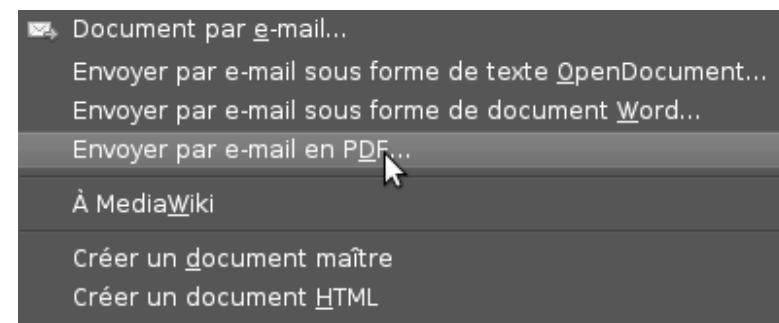 Document par e-mail...
Envoyer par e-mail sous forme de texte OpenDocument...
Envoyer par e-mail sous forme de document Word...
Envoyer par e-mail en PDF...
À MediaWiki
Créer un document maître
Créer un document HTML